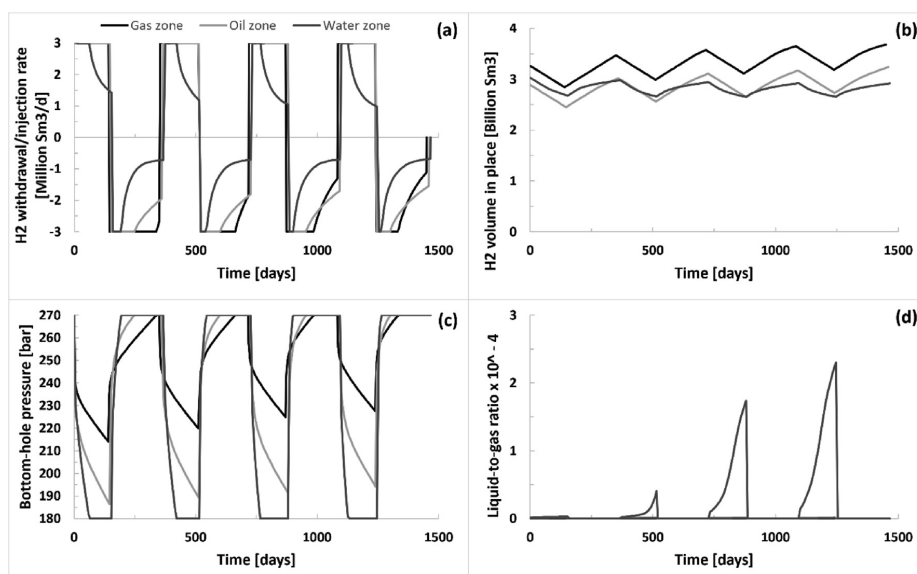 Gas zone Oil zone Water zone
(a)
H2 withdrawal/injection rate
[Million Sm3/d]
3
2
1
0
-1
-2
-3
0 500 1000 1500
Time [days]
(b)
H2 volume in place [Billion Sm3]
4
3
2
1
0
0 500 1000 1500
Time [days]
(c)
Bottom-hole pressure [bar]
270
260
250
240
230
220
210
200
190
180
0 500 1000 1500
Time [days]
(d)
Liquid-to-gas ratio x 10^ - 4
3
2
1
0
0 500 1000 1500
Time [days]